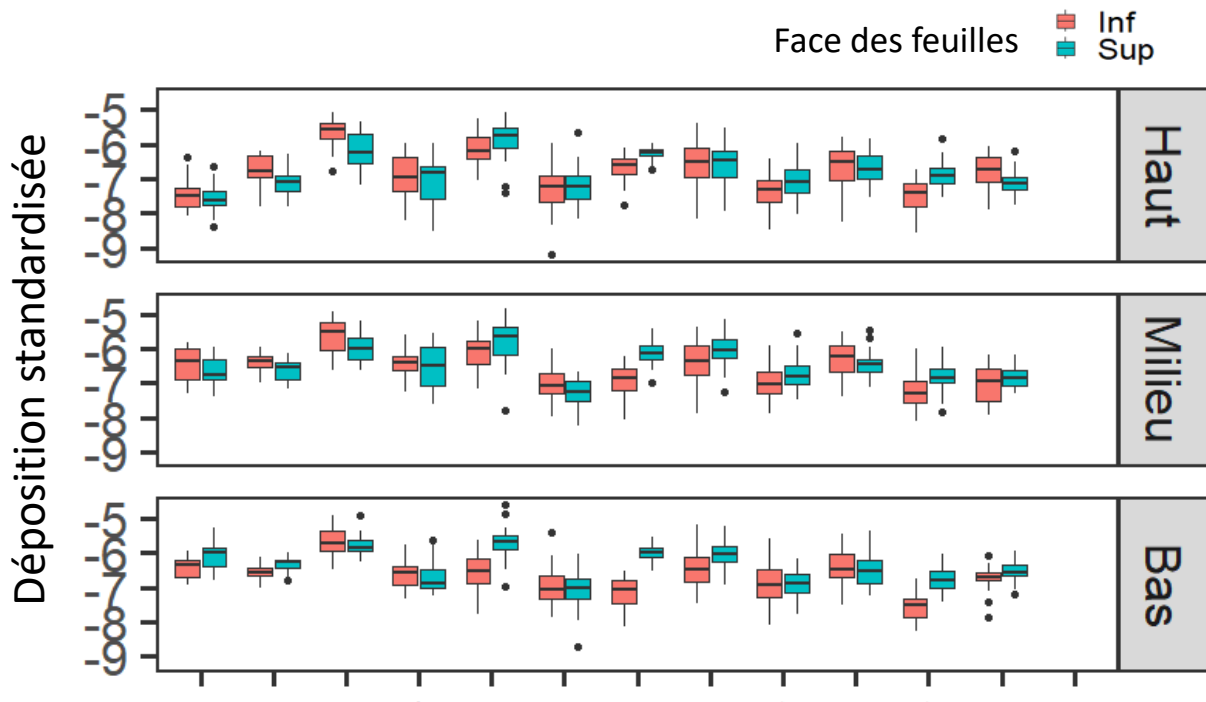 Face des feuilles
Inf
Sup
Déposition standardisée
-5
-6
-7
-8
-9
Haut
-5
-6
-7
-8
-9
Milieu
-5
-6
-7
-8
-9
Bas